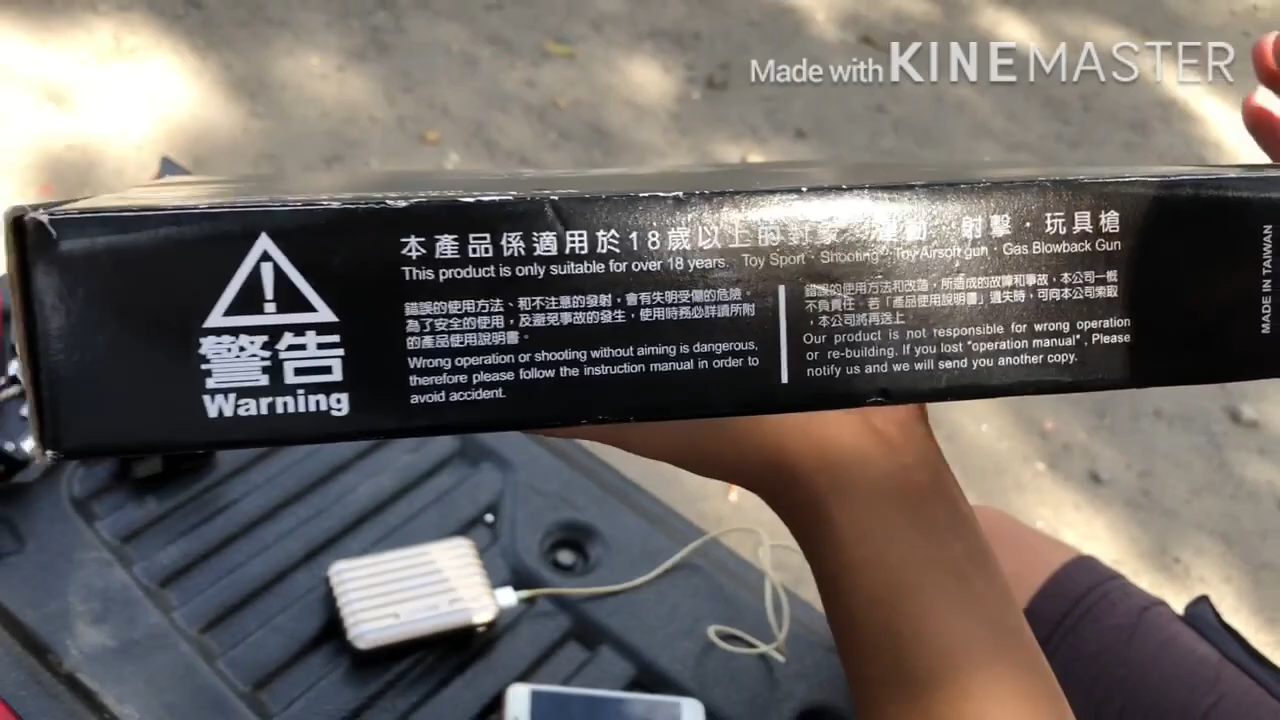 Made with KINEMASTER
警告
Warning
本產品係適用於18歲以上的 運動 · 射擊 · 玩具槍
This product is only suitable for over 18 years. Toy Sport · Shooting · Toy Airsoft gun · Gas Blowback Gun
錯誤的使用方法、和不注意的發射，會有失明受傷的危險，
為了安全的使用，及避免事故的發生，使用時務必詳讀所附
的產品使用說明書。
Wrong operation or shooting without aiming is dangerous,
therefore please follow the instruction manual in order to
avoid accident.
錯誤的使用方法和改造，所造成的故障和事故，本公司一概
不負責任。若「產品使用說明書」遺失時，可向本公司索取
，本公司將再送上
Our product is not responsible for wrong operation
or re-building. If you lost "operation manual" . Please
notify us and we will send you another copy.
MADE IN TAIWAN